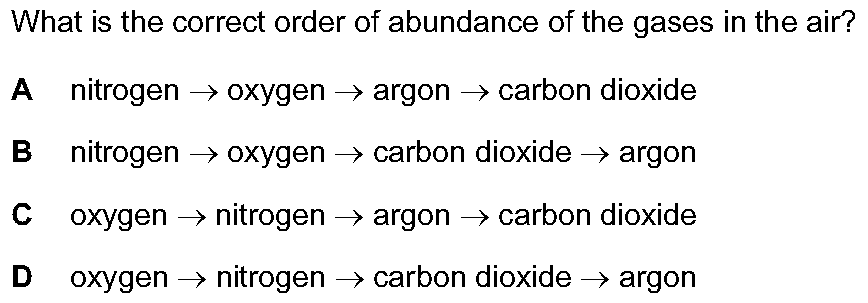 What is the correct order of abundance of the gases in the air?
A nitrogen → oxygen → argon → carbon dioxide
B nitrogen → oxygen → carbon dioxide → argon
C oxygen → nitrogen → argon → carbon dioxide
D oxygen → nitrogen → carbon dioxide → argon